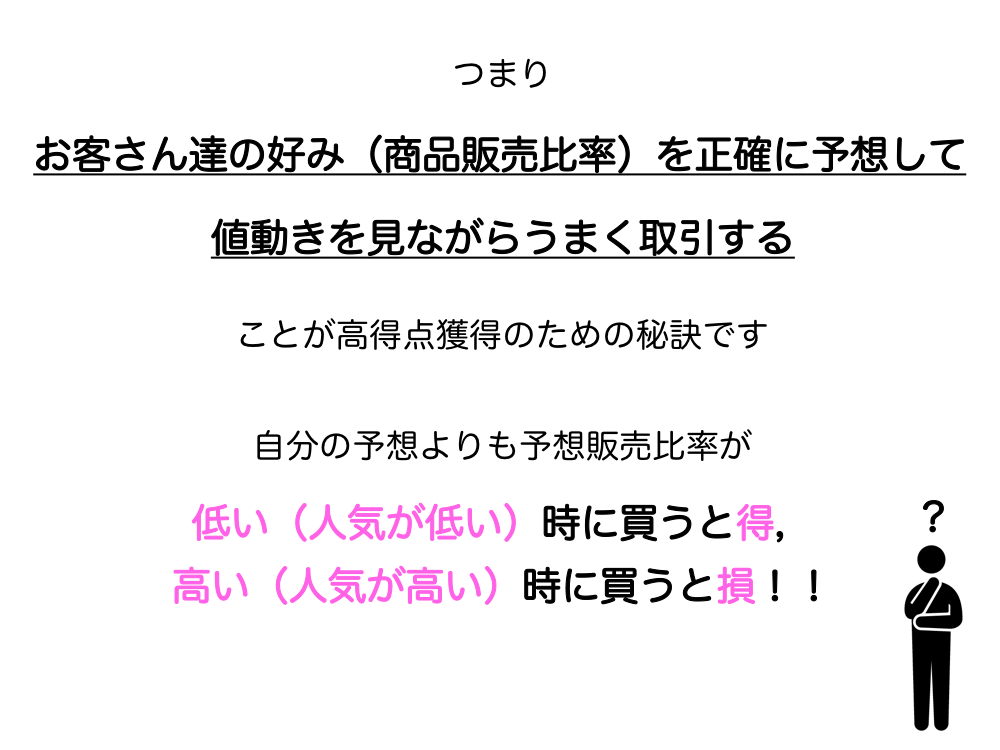 つまり
お客さん達の好み（商品販売比率）を正確に予想して
値動きを見ながらうまく取引する
ことが高得点獲得のための秘訣です
自分の予想よりも予想販売比率が
低い（人気が低い）時に買うと得,
高い（人気が高い）時に買うと損！！
?